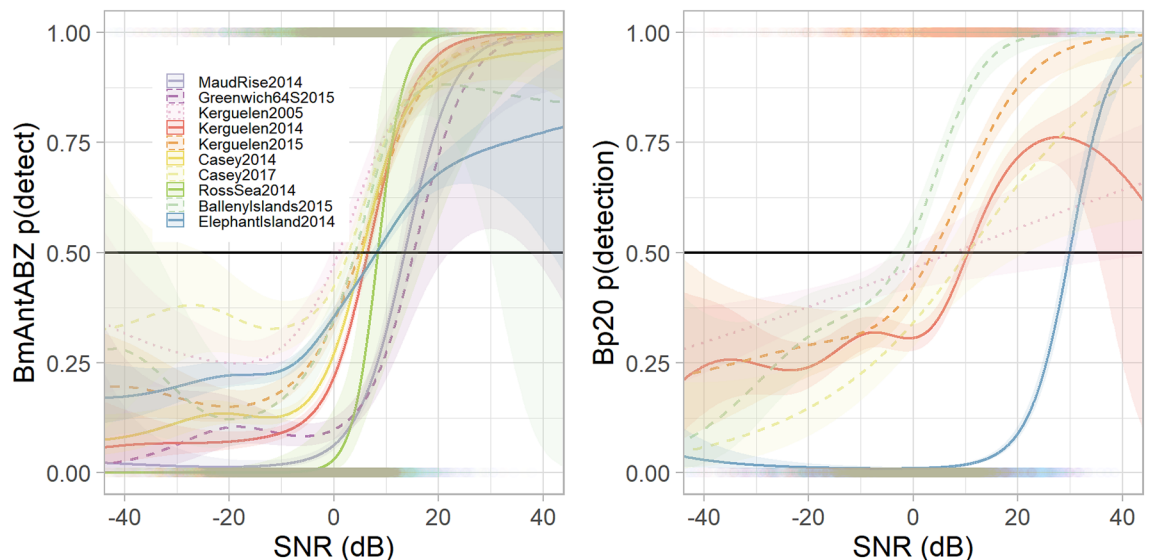 BmAntABZ p(detect)
1.00
0.75
0.50
0.25
0.00
MaudRise2014
Greenwich64S2015
Kerguelen2005
Kerguelen2014
Kerguelen2015
Casey2014
Casey2017
RossSea2014
BallenyIslands2015
ElephantIsland2014
-40
-20
0
20
40
SNR (dB)
Bp20 p(detection)
1.00
0.75
0.50
0.25
0.00
-40
-20
0
20
40
SNR (dB)